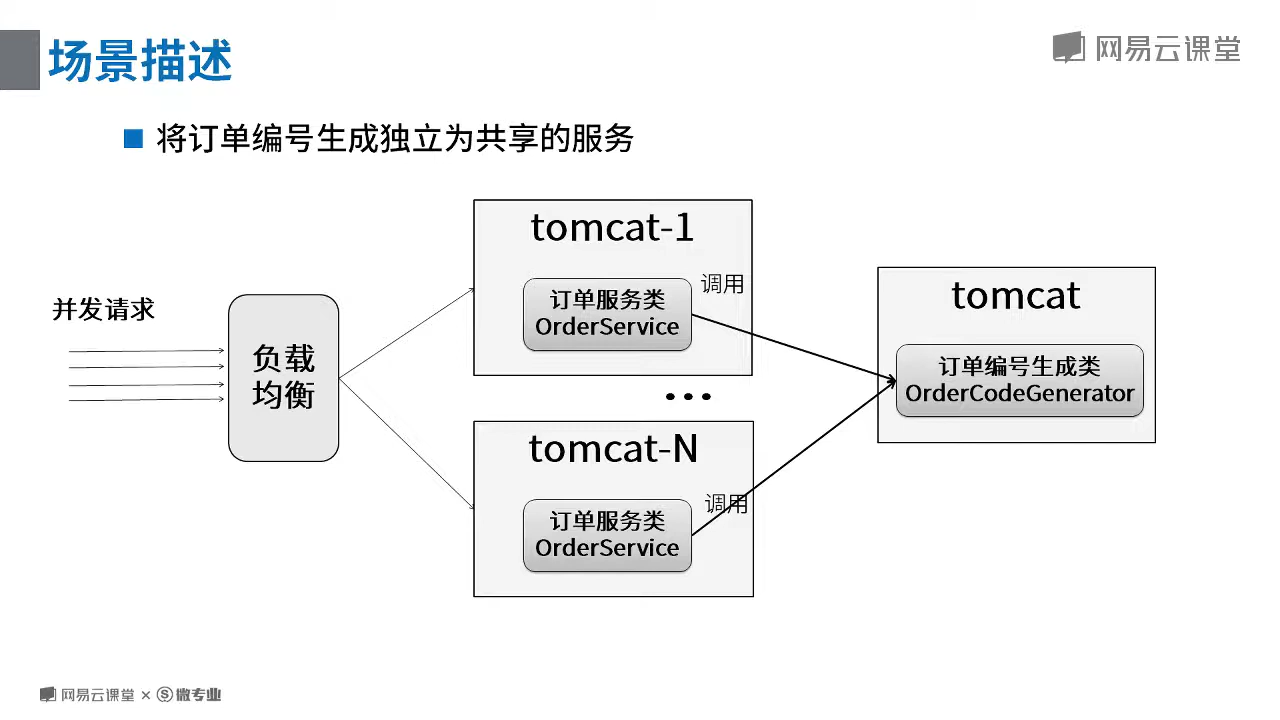 场景描述
网易云课堂
将订单编号生成独立为共享的服务
并发请求
负载
均衡
tomcat-1
调用
订单服务类
OrderService
...
tomcat-N
调用
订单服务类
OrderService
tomcat
订单编号生成类
OrderCodeGenerator
网易云课堂 × S 微专业